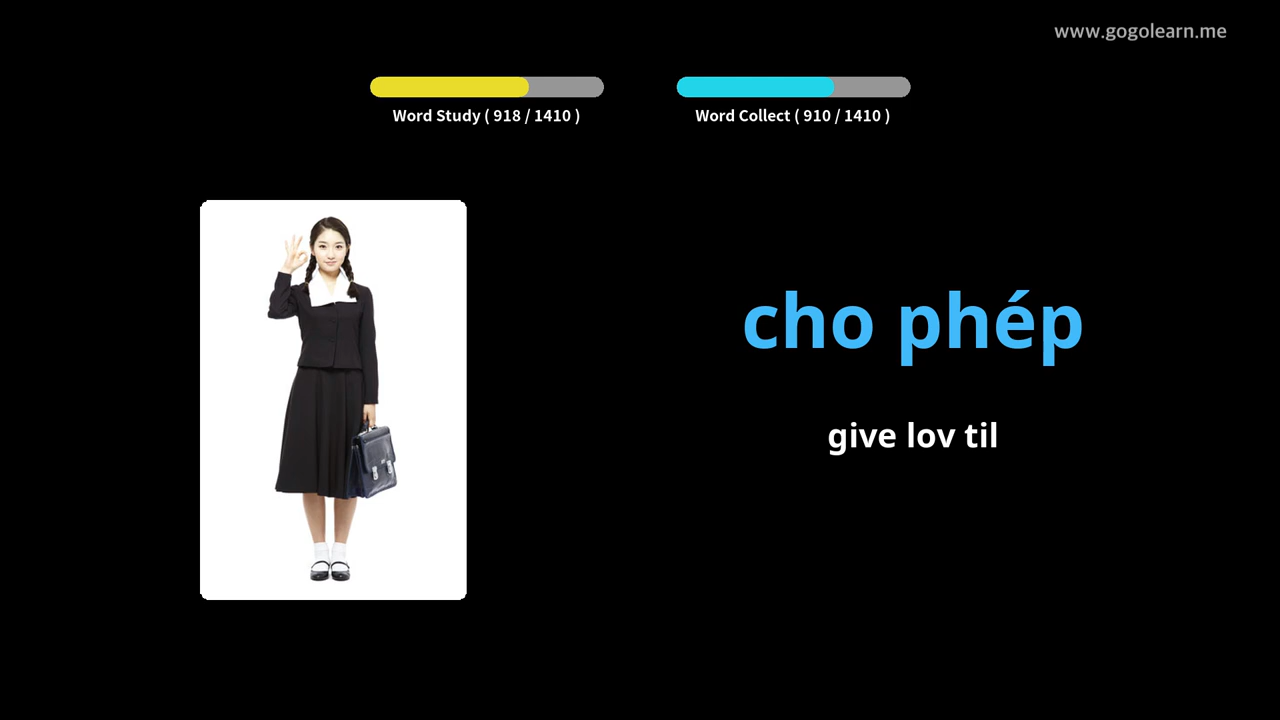 www.gogolearn.me
Word Study ( 918 / 1410 )
Word Collect ( 910 / 1410 )
cho phép
give lov til